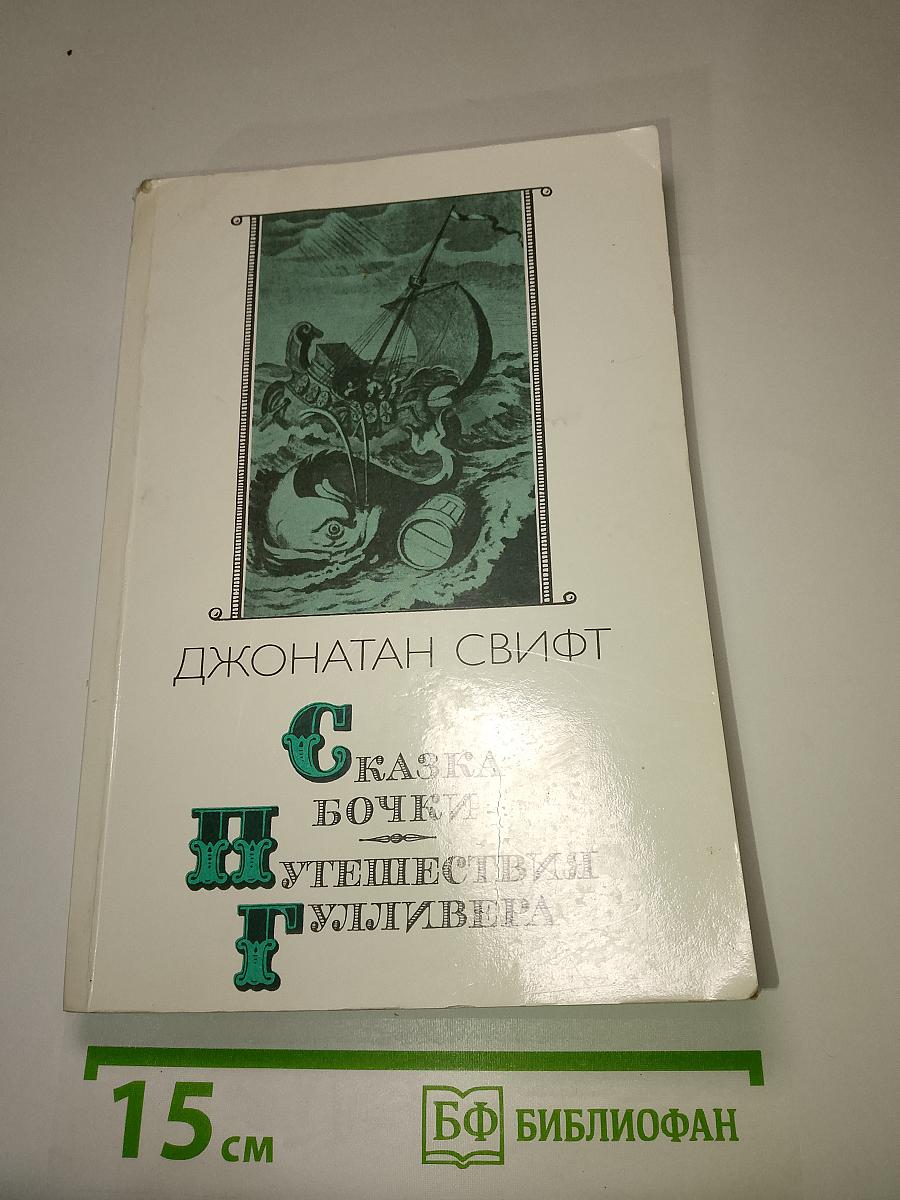 ДЖОНАТАН СВИФТ
СКАЗКА
БОЧКИ
ПУТЕШЕСТВИЯ
ГУЛЛИВЕРА
15 см
БФ БИБЛИОФАН